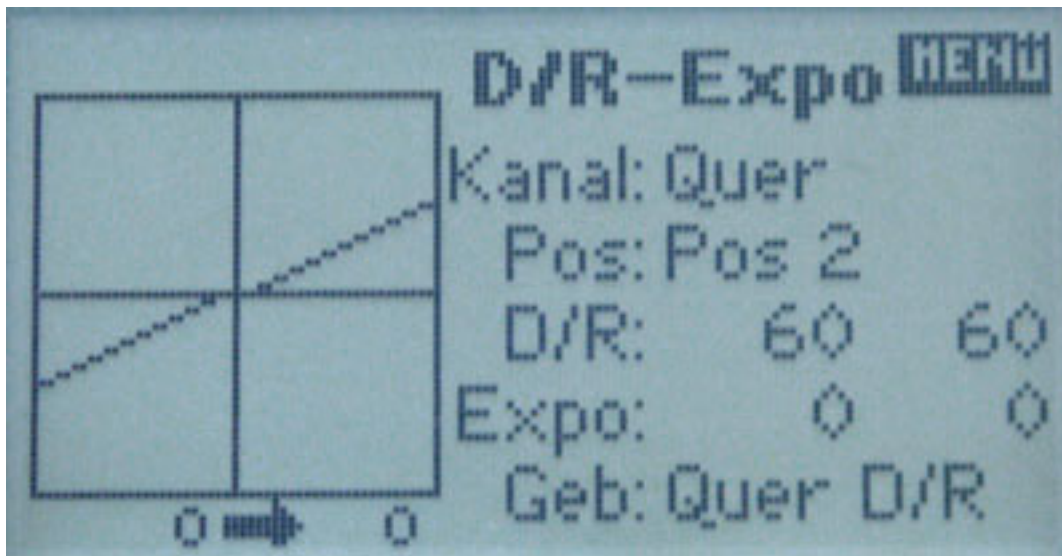 D/R-Expo MENU
Kanal: Quer
Pos: Pos 2
D/R: 60 60
Expo: 0 0
Geb: Quer D/R
0 0